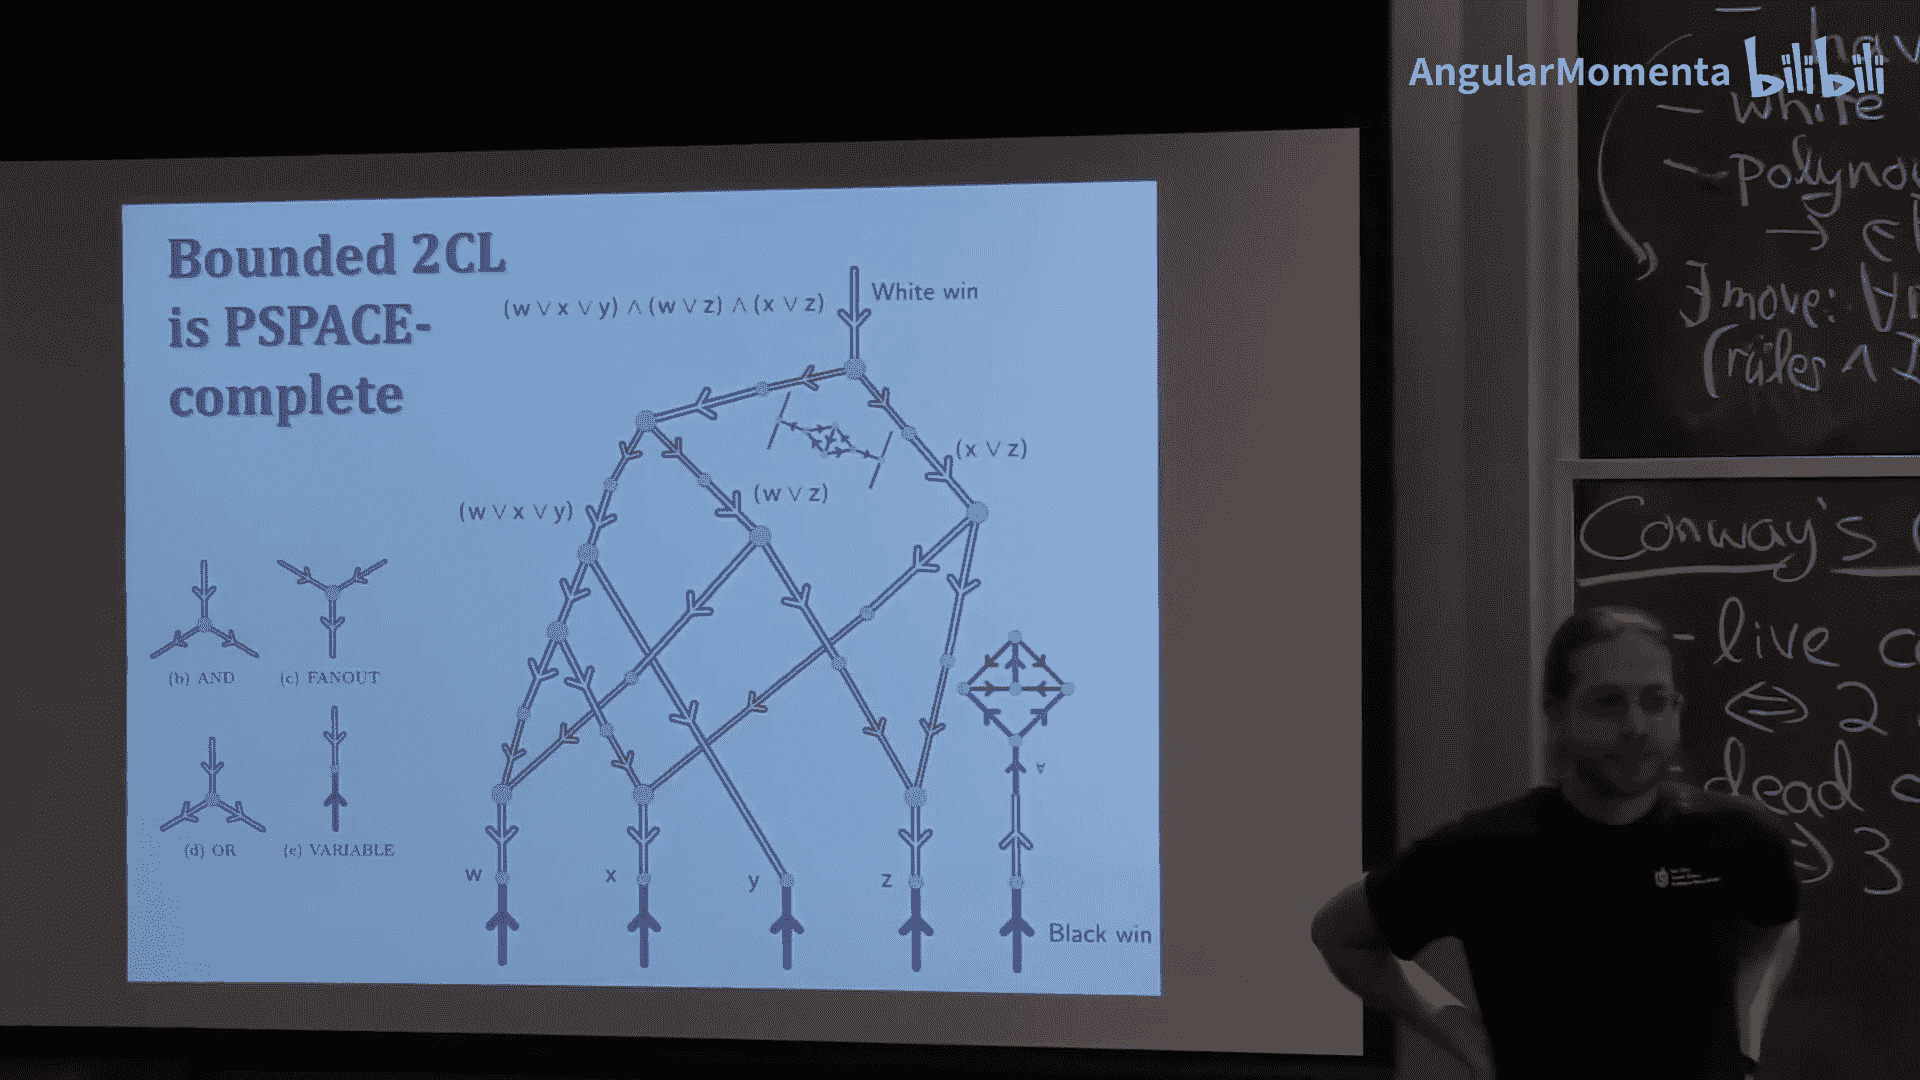 AngularMomenta bilibili
Bounded 2CL
is PSPACE-
complete
(w ∨ x ∨ y) ∧ (w ∨ z) ∧ (x ∨ z)
White win
(x ∨ z)
(w ∨ z)
(w ∨ x ∨ y)
(b) AND
(c) FANOUT
(d) OR
(e) VARIABLE
w
x
y
z
A
Black win
– white
– polyno
→
∃ move: ∀
(rules ∧
Conway's
– live
⇔ 2
dead
3